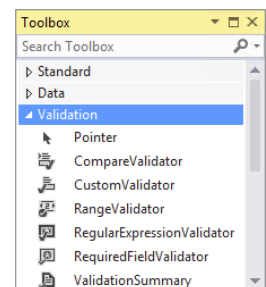 Toolbox
Search Toolbox
Standard
Data
Validation
Pointer
CompareValidator
CustomValidator
RangeValidator
RegularExpressionValidator
RequiredFieldValidator
ValidationSummary